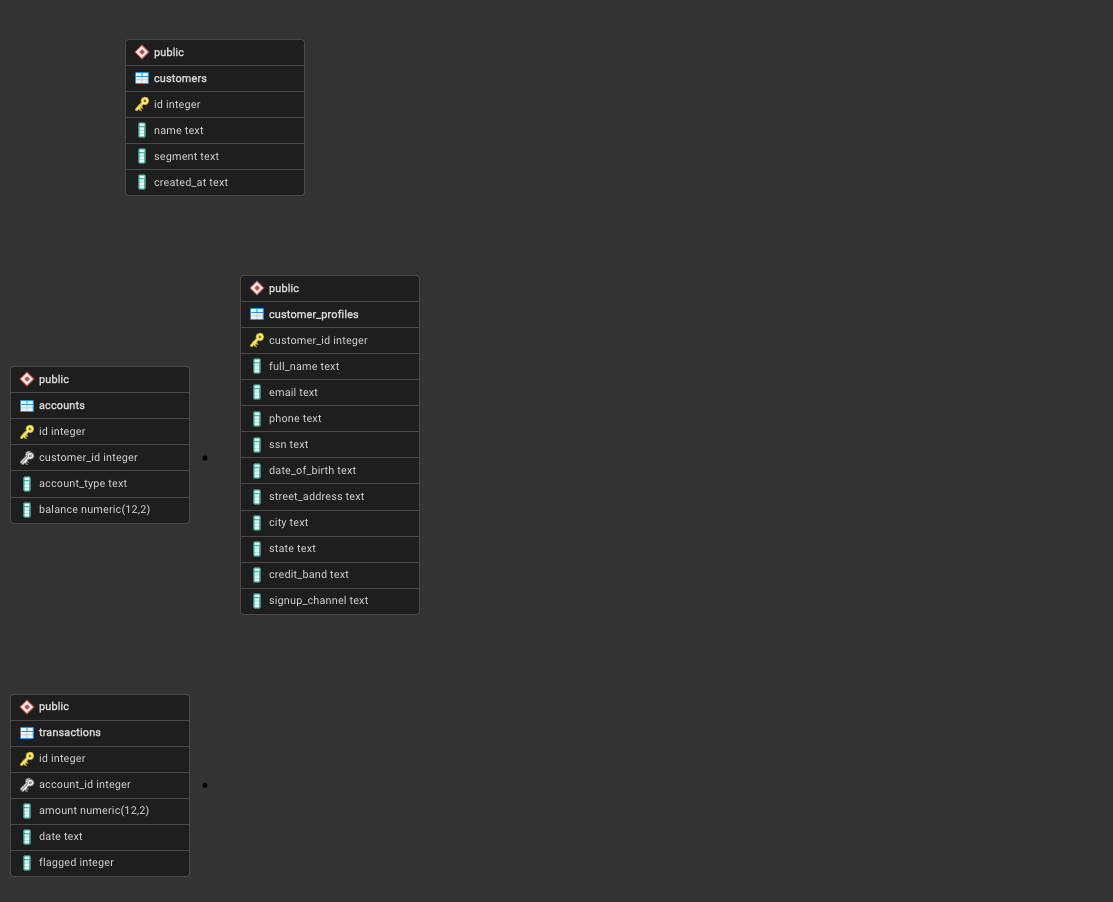 public
customers
id integer
name text
segment text
created_at text
public
customer_profiles
customer_id integer
full_name text
email text
phone text
ssn text
date_of_birth text
street_address text
city text
state text
credit_band text
signup_channel text
public
accounts
id integer
customer_id integer
account_type text
balance numeric(12,2)
public
transactions
id integer
account_id integer
amount numeric(12,2)
date text
flagged integer